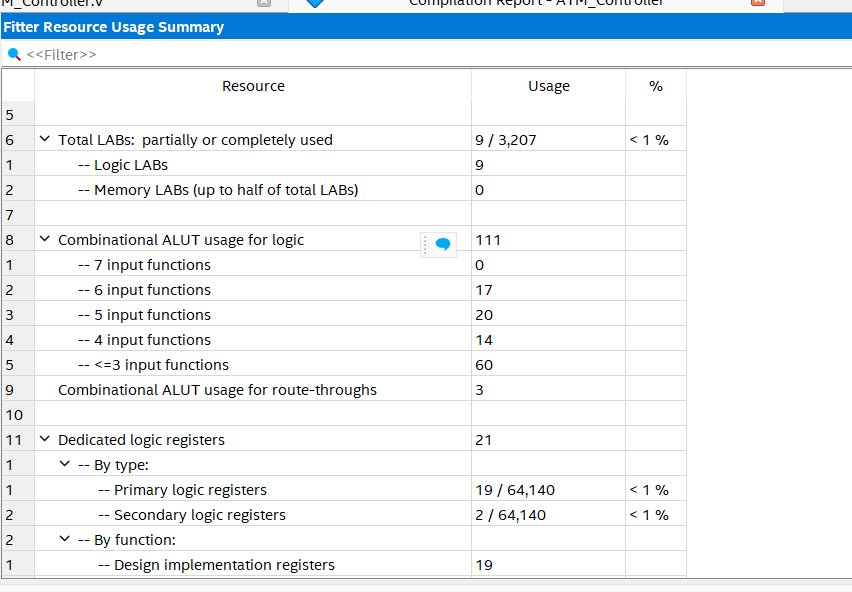 M_Controller.v
Compilation Report - ATM_Controller
Fitter Resource Usage Summary
<<Filter>>
Resource Usage %
5
6 Total LABs: partially or completely used 9 / 3,207 < 1 %
1 -- Logic LABs 9
2 -- Memory LABs (up to half of total LABs) 0
7
8 Combinational ALUT usage for logic 111
1 -- 7 input functions 0
2 -- 6 input functions 17
3 -- 5 input functions 20
4 -- 4 input functions 14
5 -- <=3 input functions 60
9 Combinational ALUT usage for route-throughs 3
10
11 Dedicated logic registers 21
1 -- By type:
1 -- Primary logic registers 19 / 64,140 < 1 %
2 -- Secondary logic registers 2 / 64,140 < 1 %
2 -- By function:
1 -- Design implementation registers 19